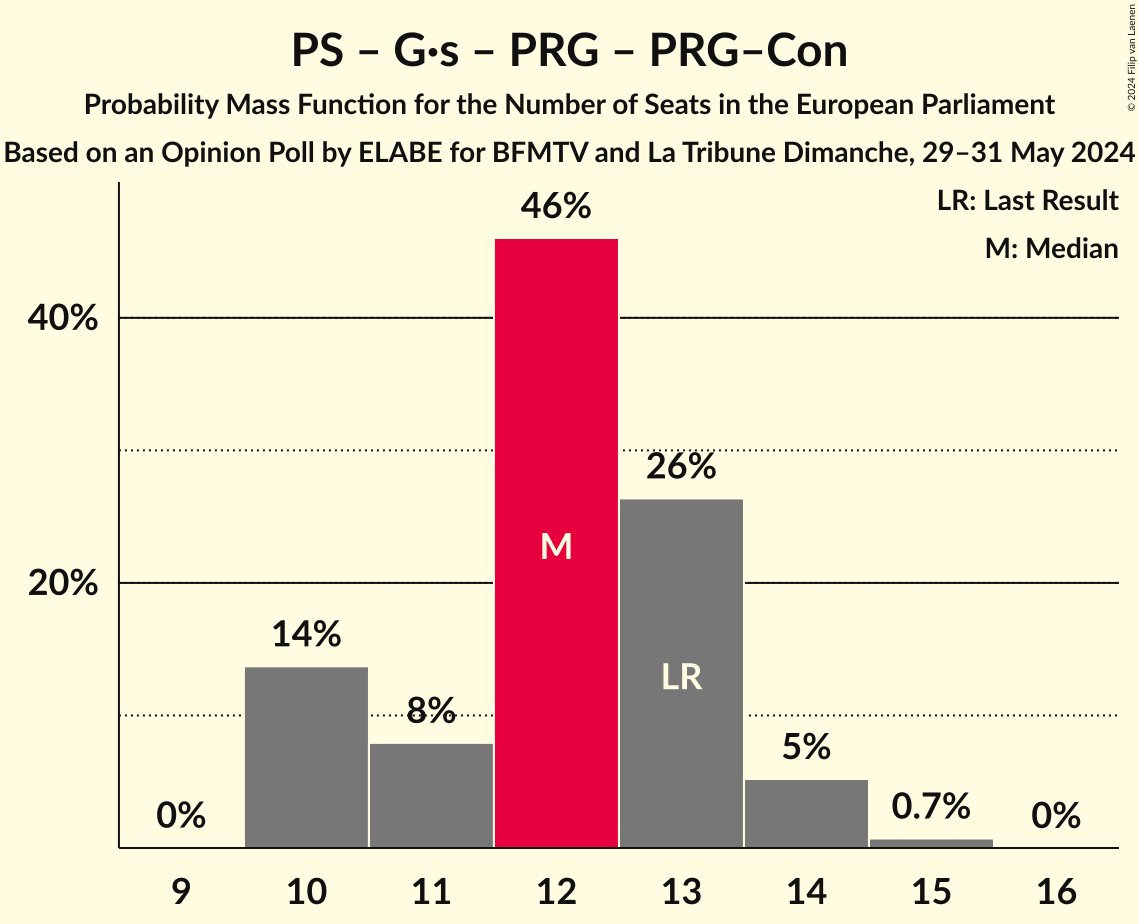 PS – G·s – PRG – PRG–Con
Probability Mass Function for the Number of Seats in the European Parliament
Based on an Opinion Poll by ELABE for BFMTV and La Tribune Dimanche, 29–31 May 2024
© 2024 Filip van Laenen
LR: Last Result
M: Median
46%
40%
26%
M
20%
14%
LR
8%
5%
0.7%
0%
0%
9 10 11 12 13 14 15 16